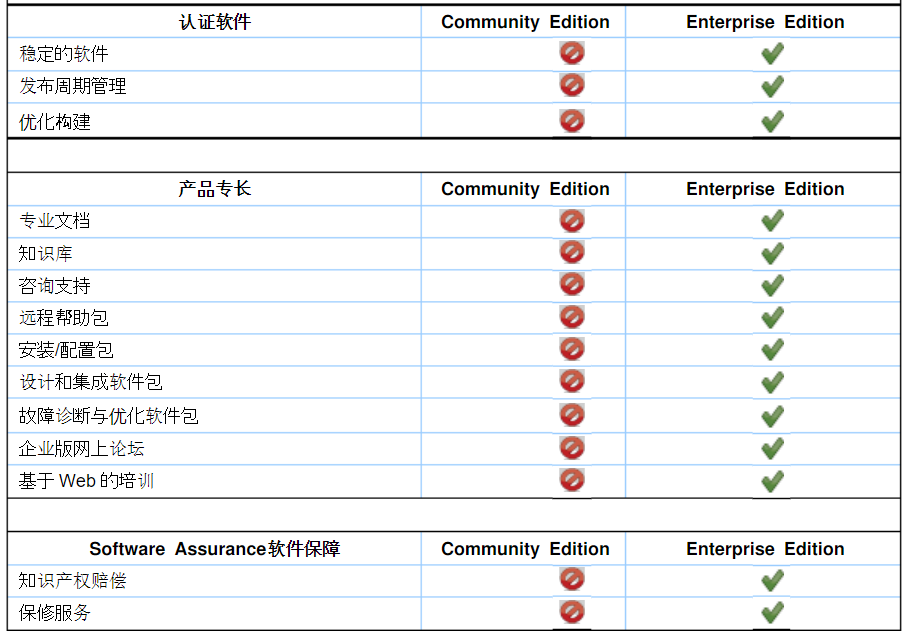 认证软件 Community Edition Enterprise Edition
稳定的软件
发布周期管理
优化构建
产品专长 Community Edition Enterprise Edition
专业文档
知识库
咨询支持
远程帮助包
安装/配置包
设计和集成软件包
故障诊断与优化软件包
企业版网上论坛
基于 Web 的培训
Software Assurance软件保障 Community Edition Enterprise Edition
知识产权赔偿
保修服务